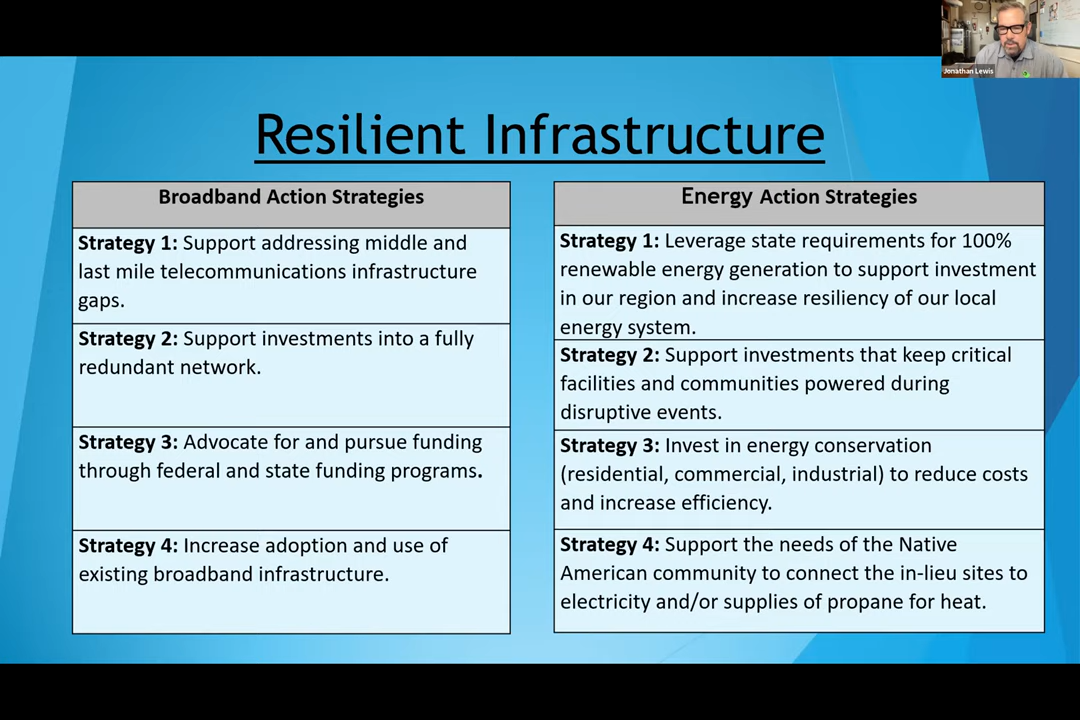 Jonathan Lewis
Resilient Infrastructure
Broadband Action Strategies
Strategy 1: Support addressing middle and
last mile telecommunications infrastructure
gaps.
Strategy 2: Support investments into a fully
redundant network.
Strategy 3: Advocate for and pursue funding
through federal and state funding programs.
Strategy 4: Increase adoption and use of
existing broadband infrastructure.
Energy Action Strategies
Strategy 1: Leverage state requirements for 100%
renewable energy generation to support investment
in our region and increase resiliency of our local
energy system.
Strategy 2: Support investments that keep critical
facilities and communities powered during
disruptive events.
Strategy 3: Invest in energy conservation
(residential, commercial, industrial) to reduce costs
and increase efficiency.
Strategy 4: Support the needs of the Native
American community to connect the in-lieu sites to
electricity and/or supplies of propane for heat.